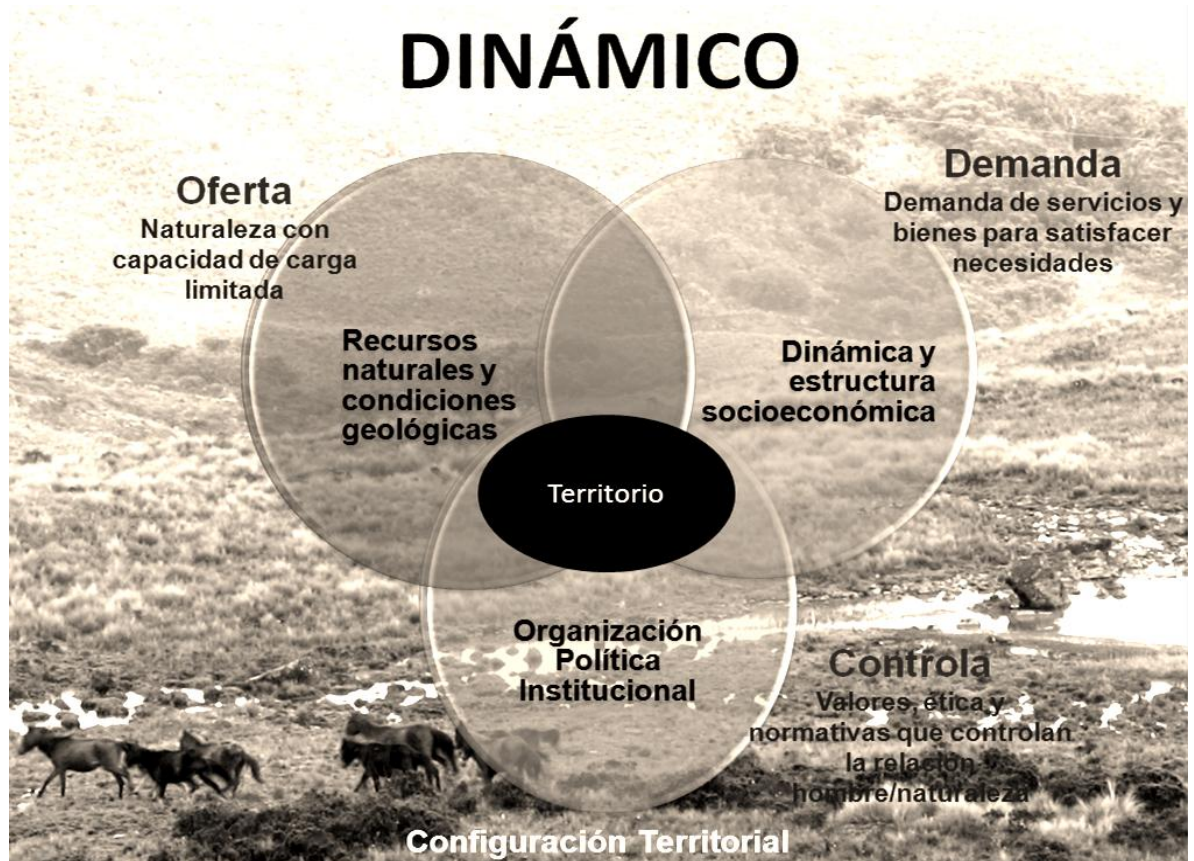 DINÁMICO
Oferta
Naturaleza con
capacidad de carga
limitada
Demanda
Demanda de servicios y
bienes para satisfacer
necesidades
Recursos
naturales y
condiciones
geológicas
Dinámica y
estructura
socioeconómica
Territorio
Organización
Política
Institucional
Controla
Valores, ética y
normativas que controlan
la relación
hombre/naturaleza
Configuración Territorial